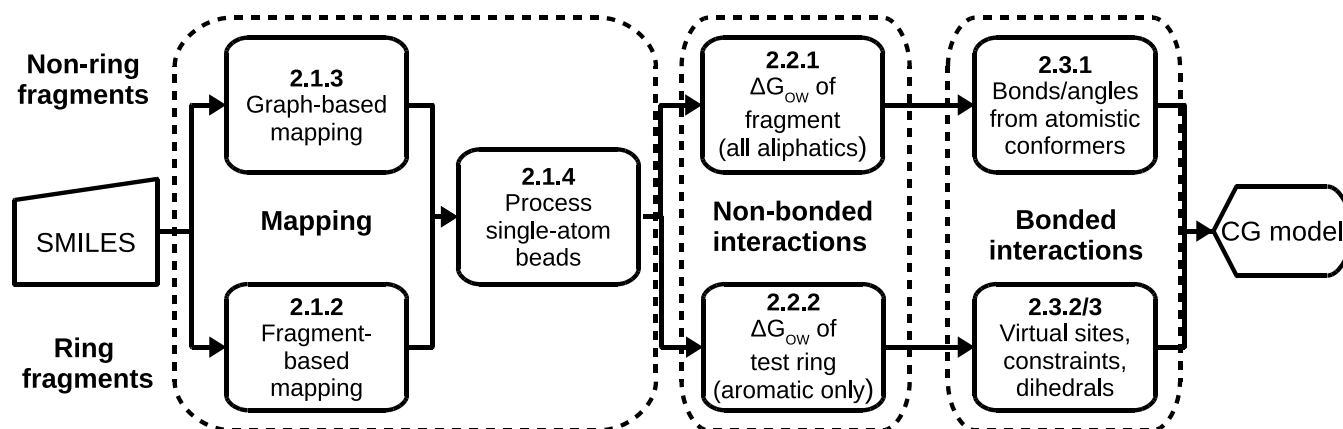 Non-ring
fragments
SMILES
Ring
fragments
2.1.3
Graph-based
mapping
Mapping
2.1.2
Fragment-
based
mapping
2.1.4
Process
single-atom
beads
2.2.1
ΔG_OW of
fragment
(all aliphatics)
Non-bonded
interactions
2.2.2
ΔG_OW of
test ring
(aromatic only)
2.3.1
Bonds/angles
from atomistic
conformers
Bonded
interactions
2.3.2/3
Virtual sites,
constraints,
dihedrals
CG model